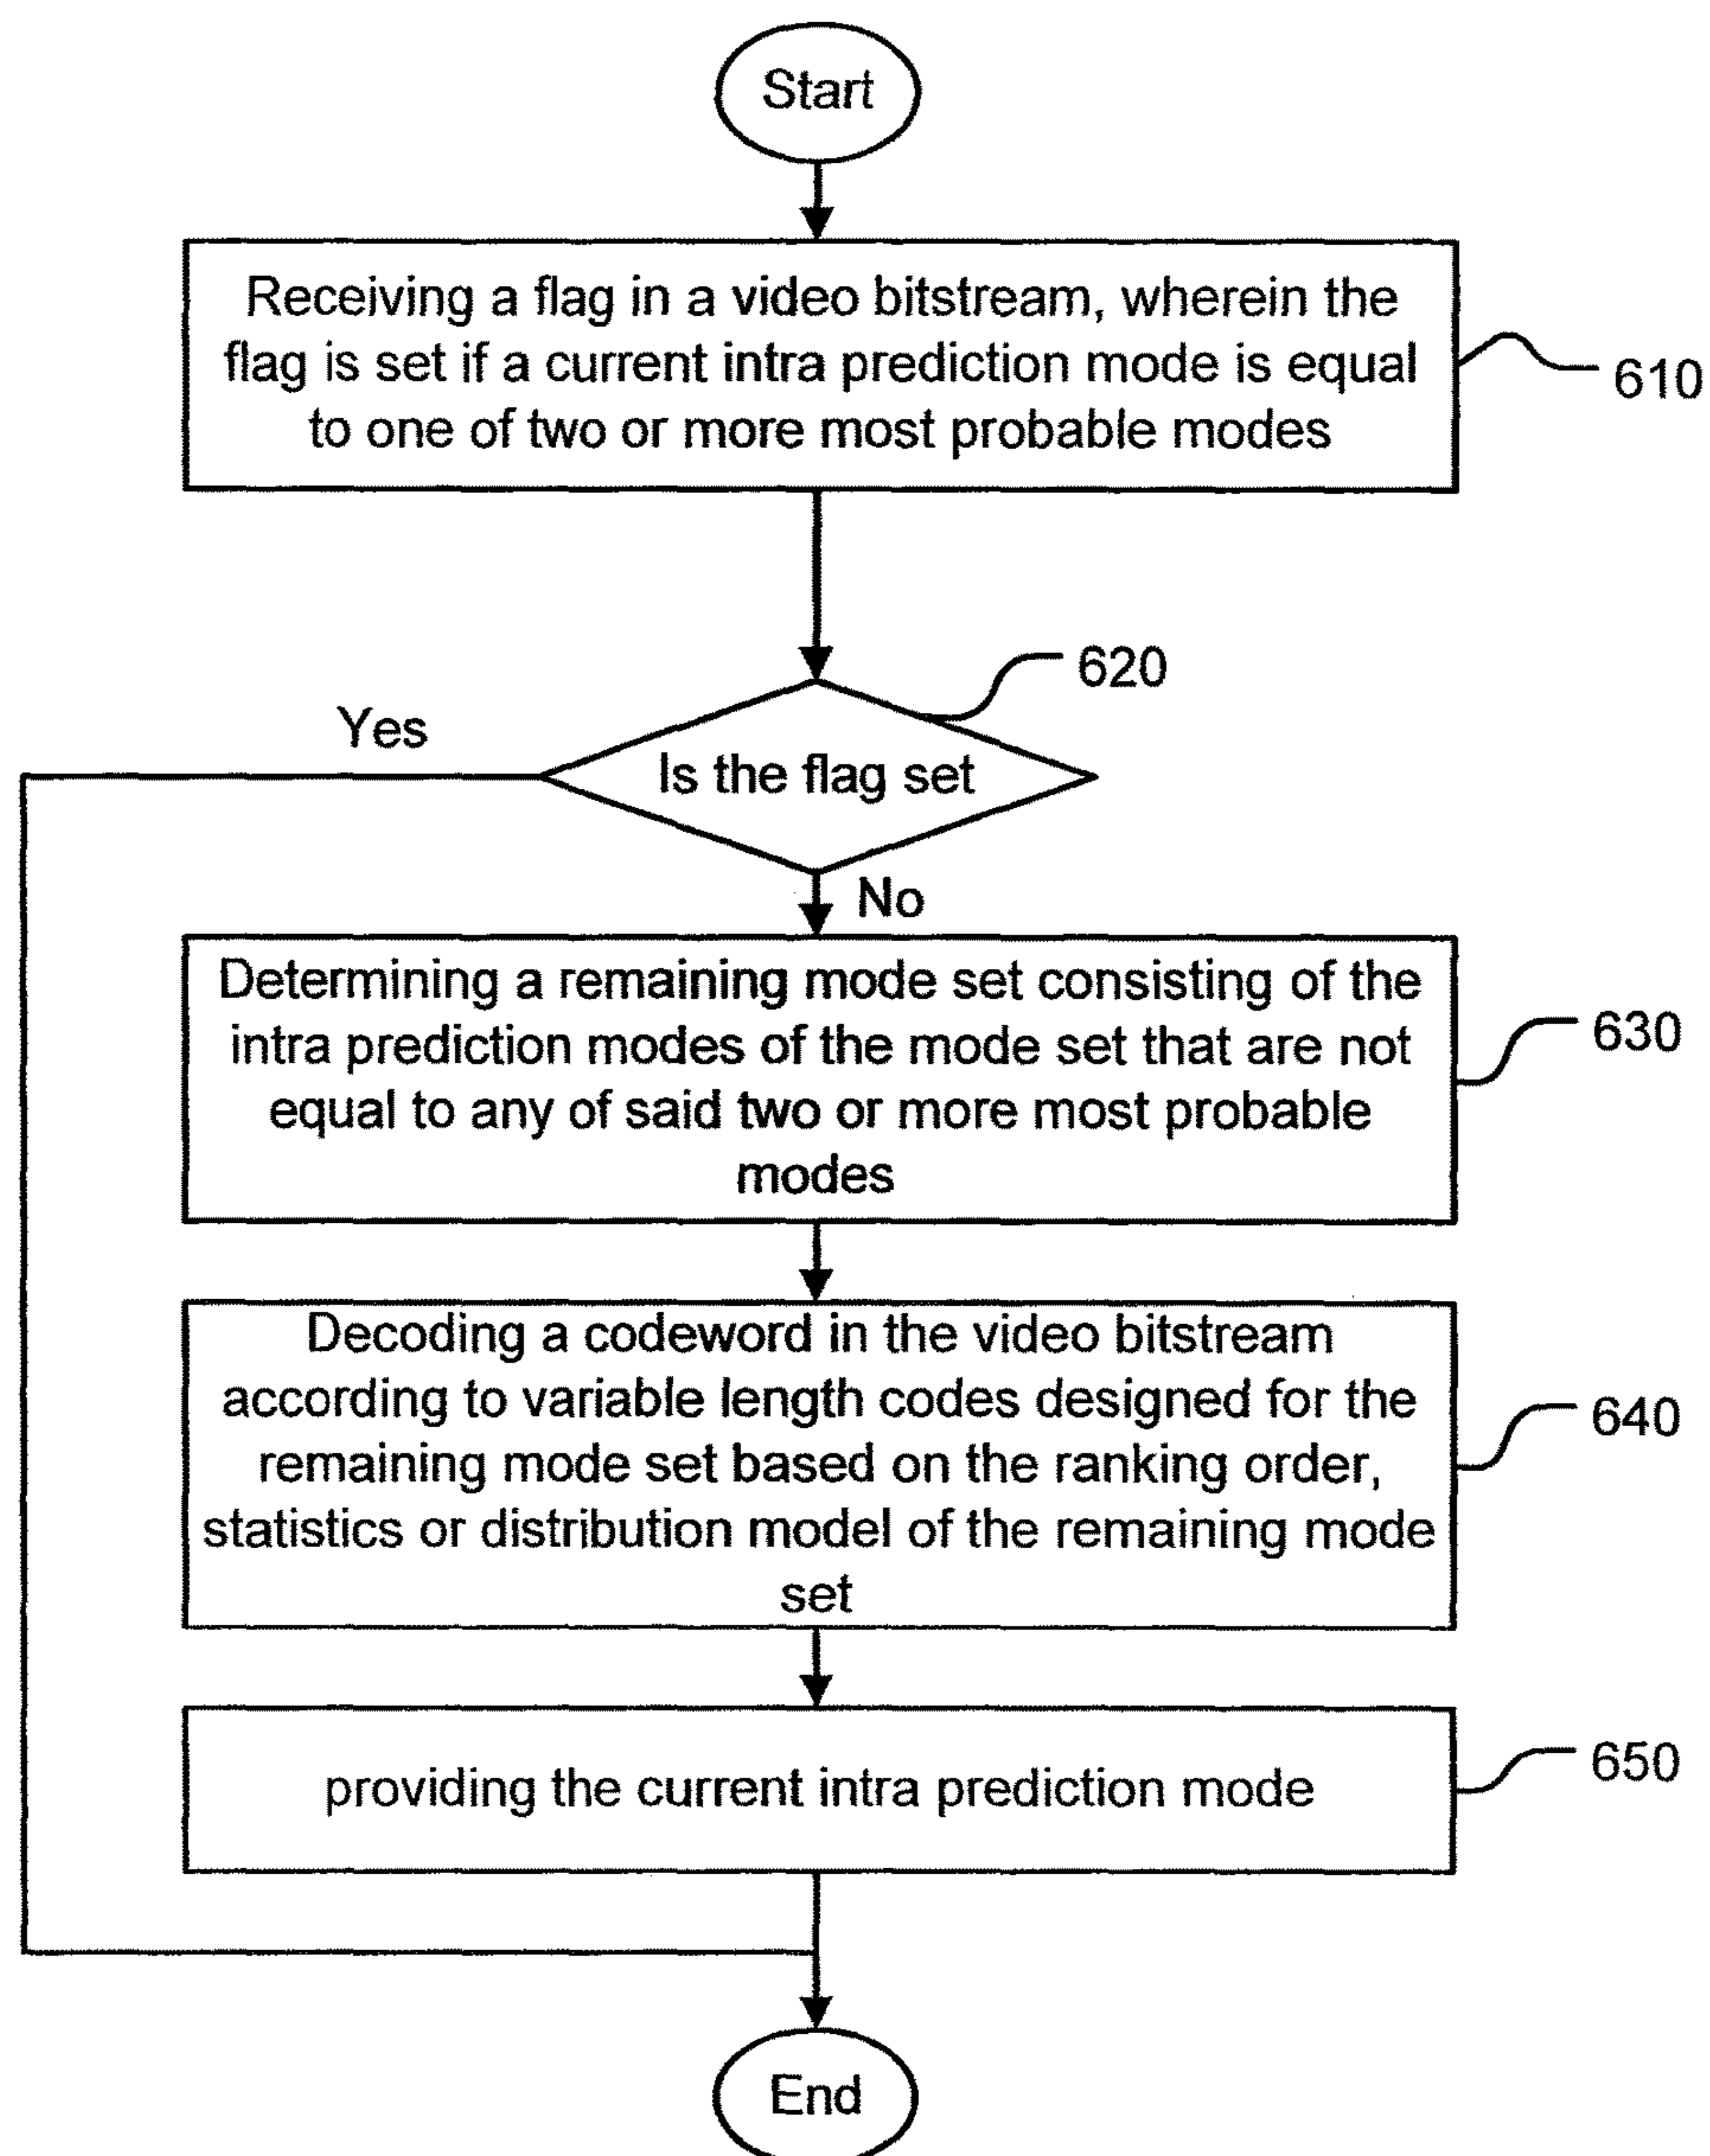 Start
Receiving a flag in a video bitstream, wherein the
flag is set if a current intra prediction mode is equal
to one of two or more most probable modes
610
620
Yes
Is the flag set
No
Determining a remaining mode set consisting of the
intra prediction modes of the mode set that are not
equal to any of said two or more most probable
modes
630
Decoding a codeword in the video bitstream
according to variable length codes designed for the
remaining mode set based on the ranking order,
statistics or distribution model of the remaining mode
set
640
providing the current intra prediction mode
650
End